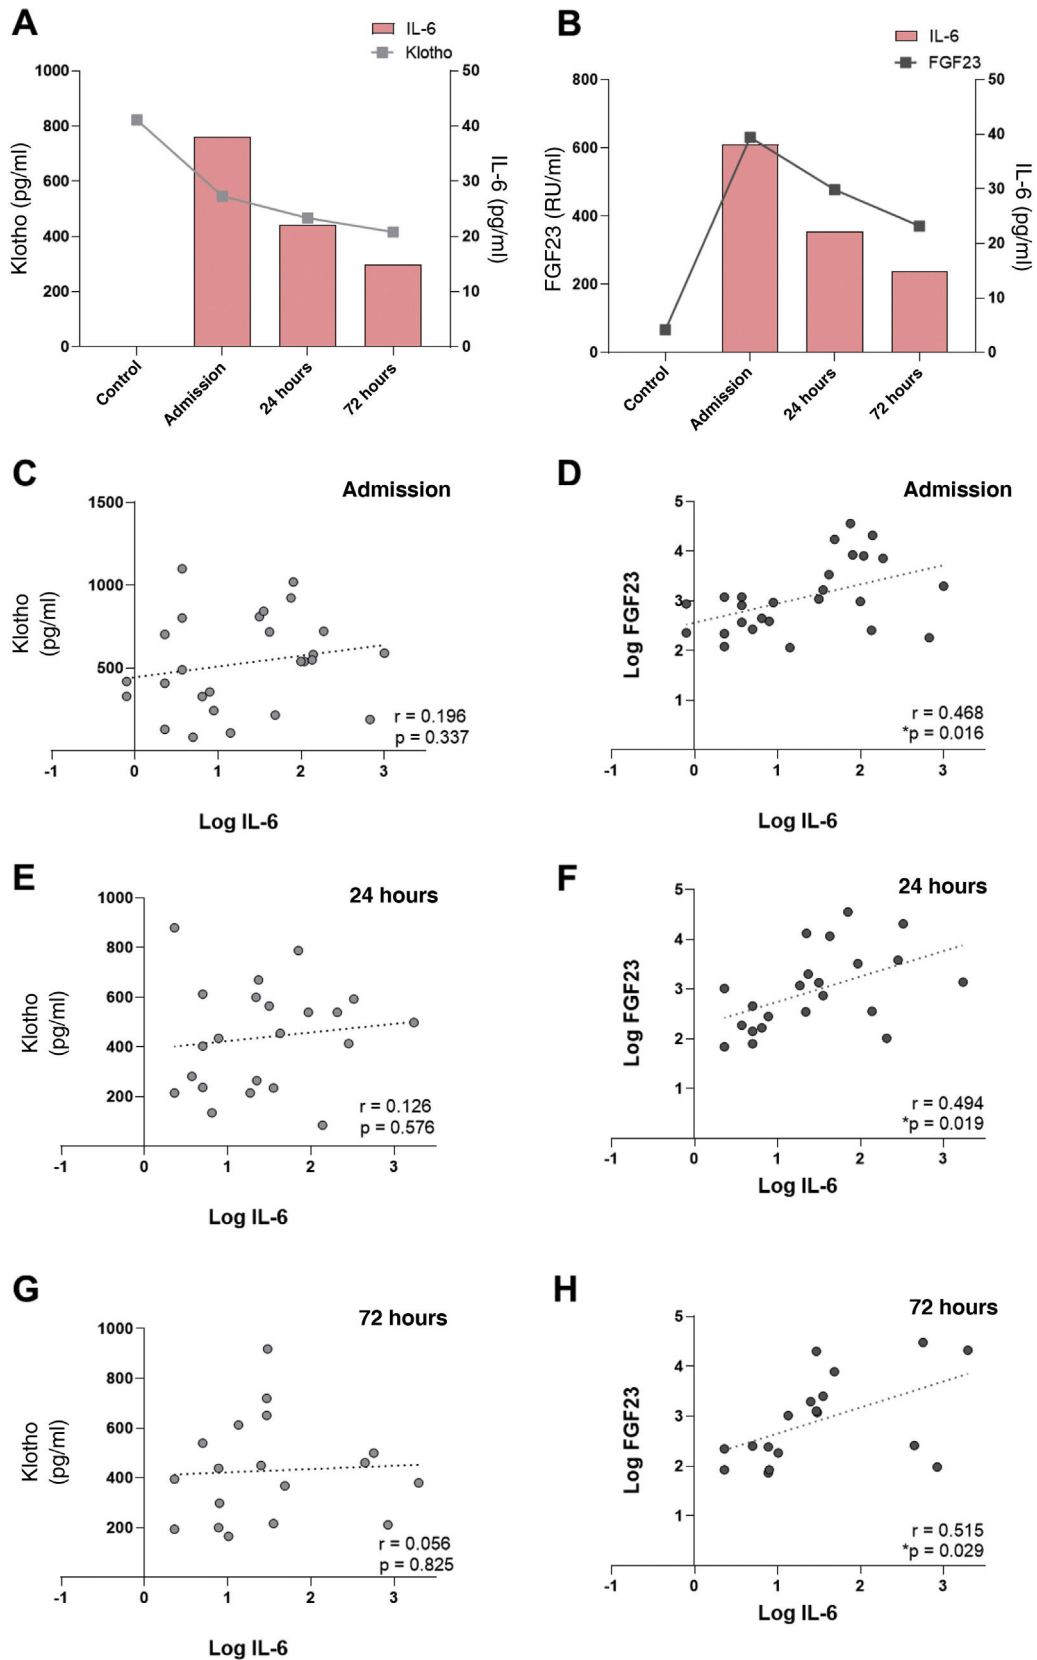 A
IL-6
Klotho
1000
800
600
400
200
0
Klotho (pg/ml)
50
40
30
20
10
0
IL-6 (pg/ml)
Control
Admission
24 hours
72 hours
B
IL-6
FGF23
800
600
400
200
0
FGF23 (RU/ml)
50
40
30
20
10
0
IL-6 (pg/ml)
Control
Admission
24 hours
72 hours
C
Admission
1500
1000
500
Klotho
(pg/ml)
r = 0.196
p = 0.337
-1 0 1 2 3
Log IL-6
D
Admission
5
4
3
2
1
Log FGF23
r = 0.468
*p = 0.016
-1 0 1 2 3
Log IL-6
E
24 hours
1000
800
600
400
200
Klotho
(pg/ml)
r = 0.126
p = 0.576
-1 0 1 2 3
Log IL-6
F
24 hours
5
4
3
2
1
Log FGF23
r = 0.494
*p = 0.019
-1 0 1 2 3
Log IL-6
G
72 hours
1000
800
600
400
200
Klotho
(pg/ml)
r = 0.056
p = 0.825
-1 0 1 2 3
Log IL-6
H
72 hours
5
4
3
2
1
Log FGF23
r = 0.515
*p = 0.029
-1 0 1 2 3
Log IL-6